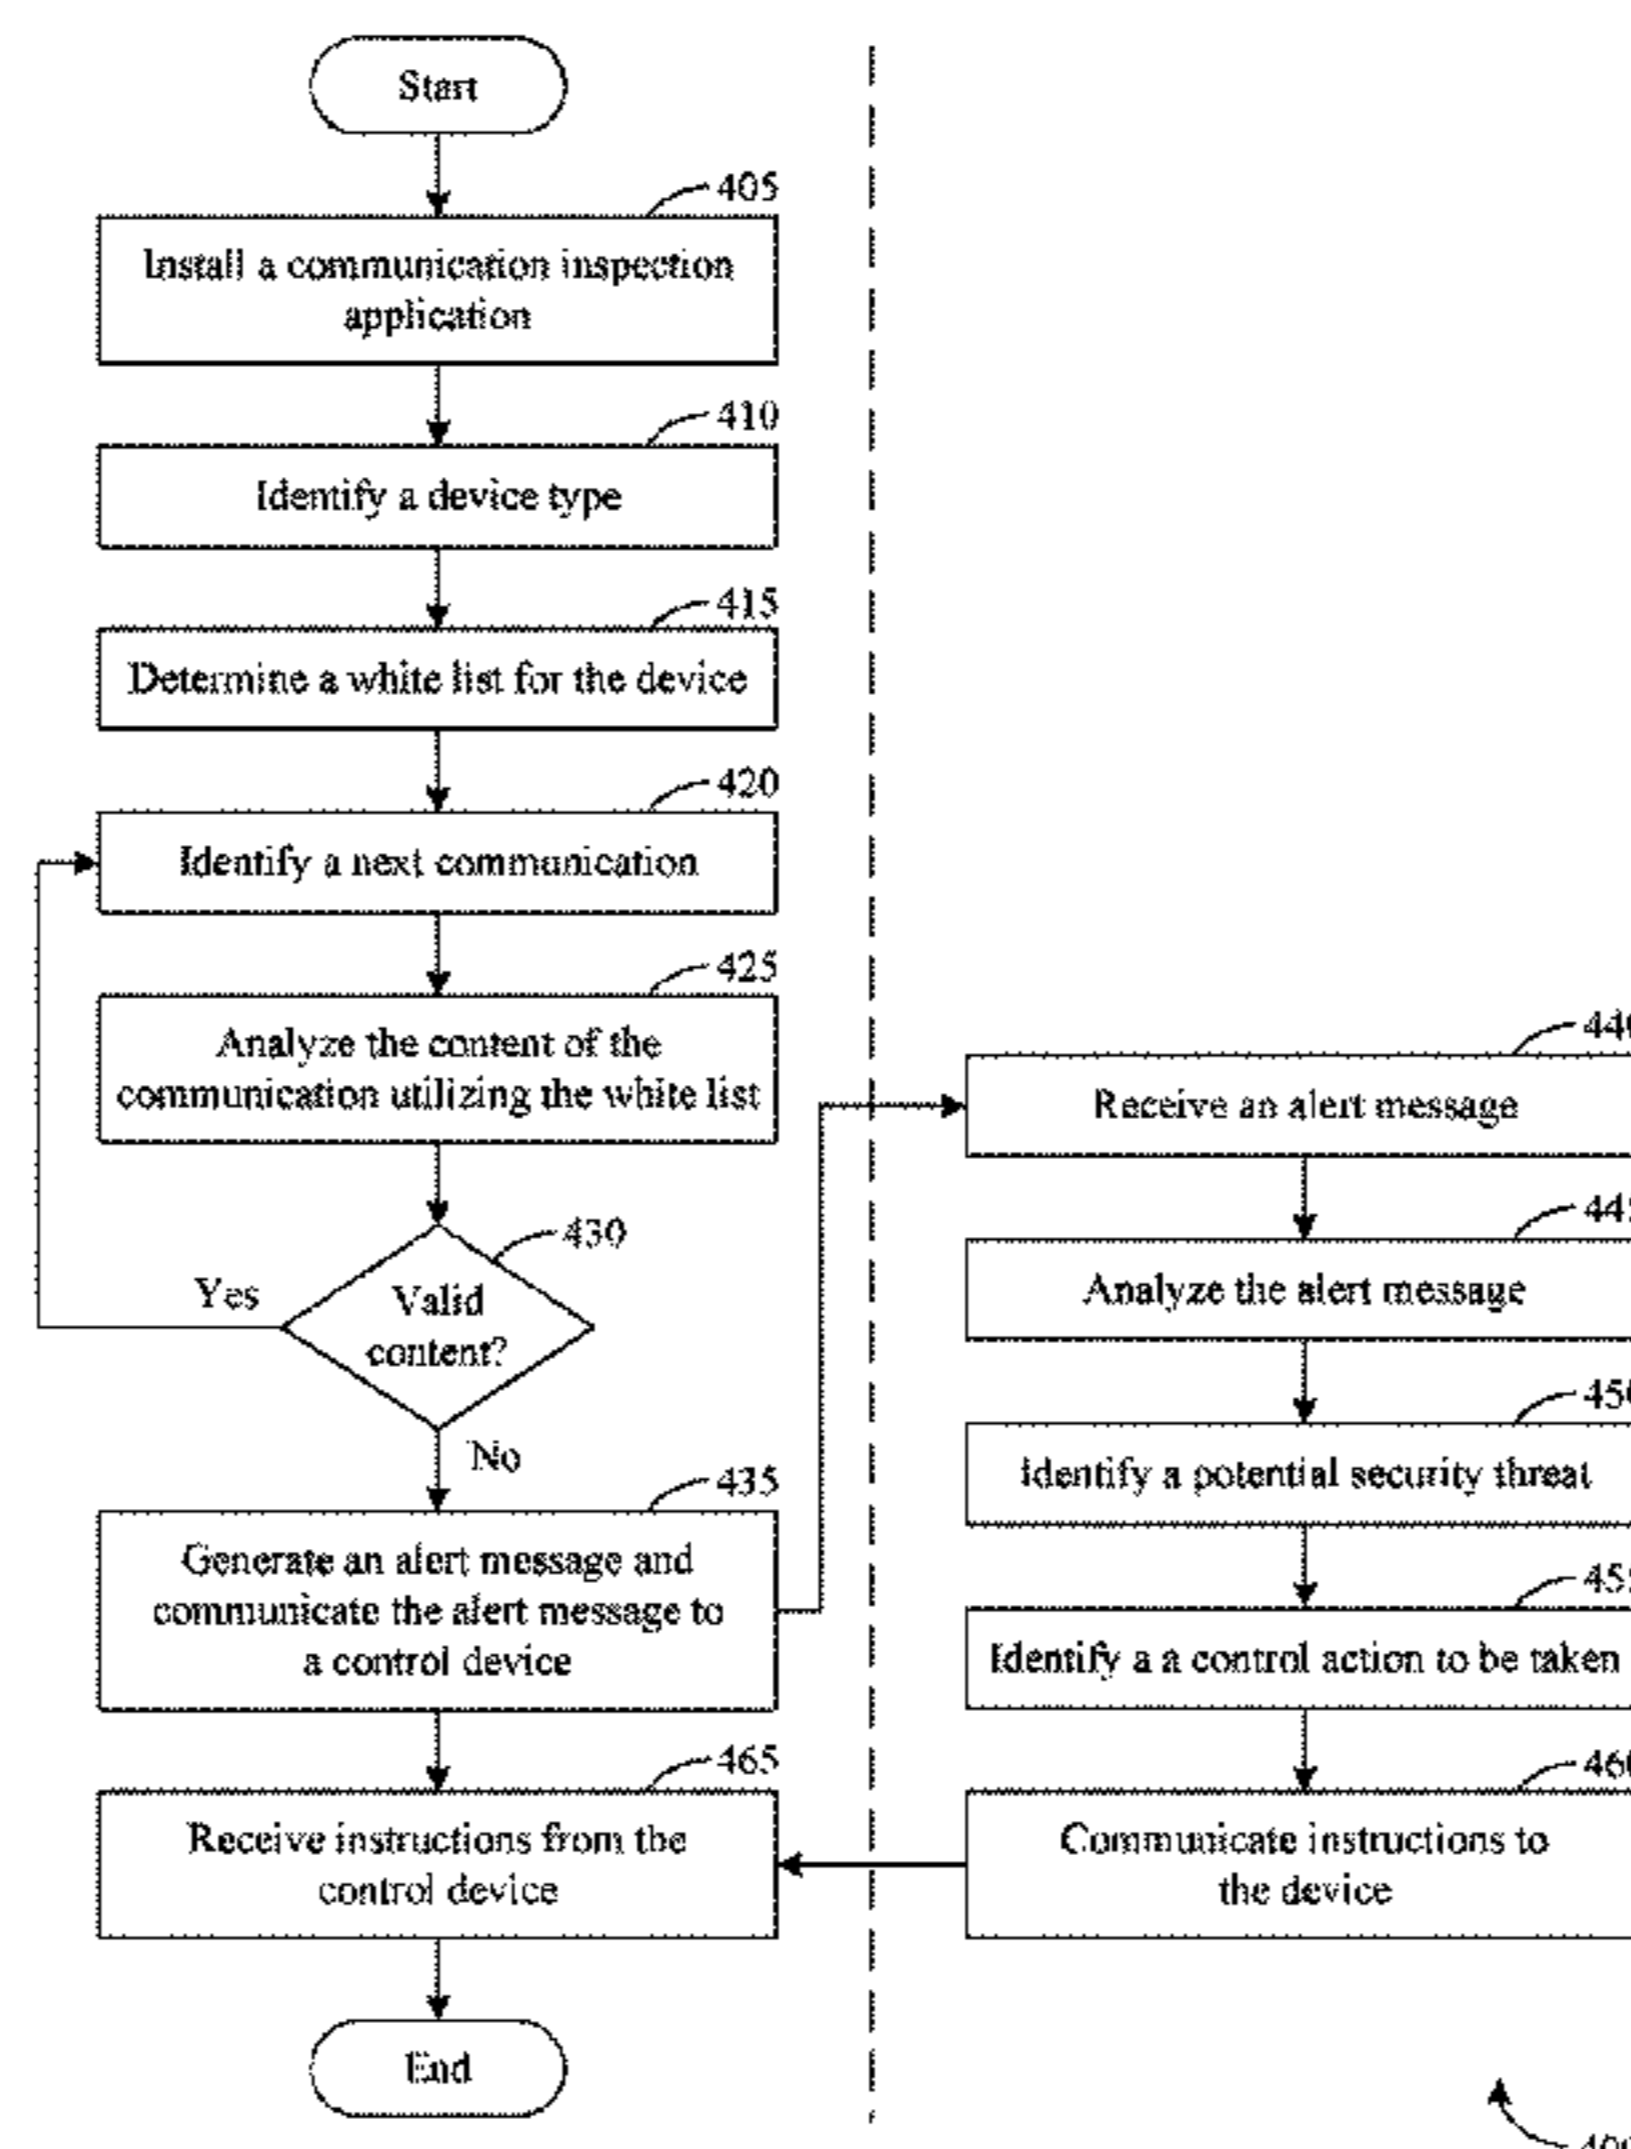 Start
405
Install a communication inspection
application
410
Identify a device type
415
Determine a white list for the device
420
Identify a next communication
425
Analyze the content of the
communication utilizing the white list
430
Yes
Valid
content?
No
435
Generate an alert message and
communicate the alert message to
a control device
465
Receive instructions from the
control device
End
Receive an alert message
Analyze the alert message
Identify a potential security threat
Identify a a control action to be taken
Communicate instructions to
the device